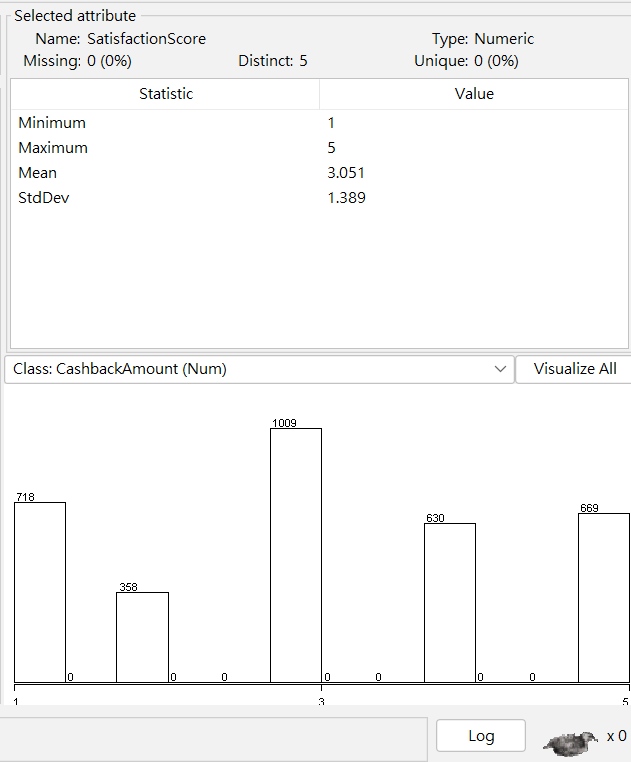 Selected attribute
Name: SatisfactionScore Type: Numeric
Missing: 0 (0%) Distinct: 5 Unique: 0 (0%)
Statistic Value
Minimum 1
Maximum 5
Mean 3.051
StdDev 1.389
Class: CashbackAmount (Num) Visualize All
1009
718
669
630
358
0 0 0 0 0 0 0
1 3 5
Log x 0